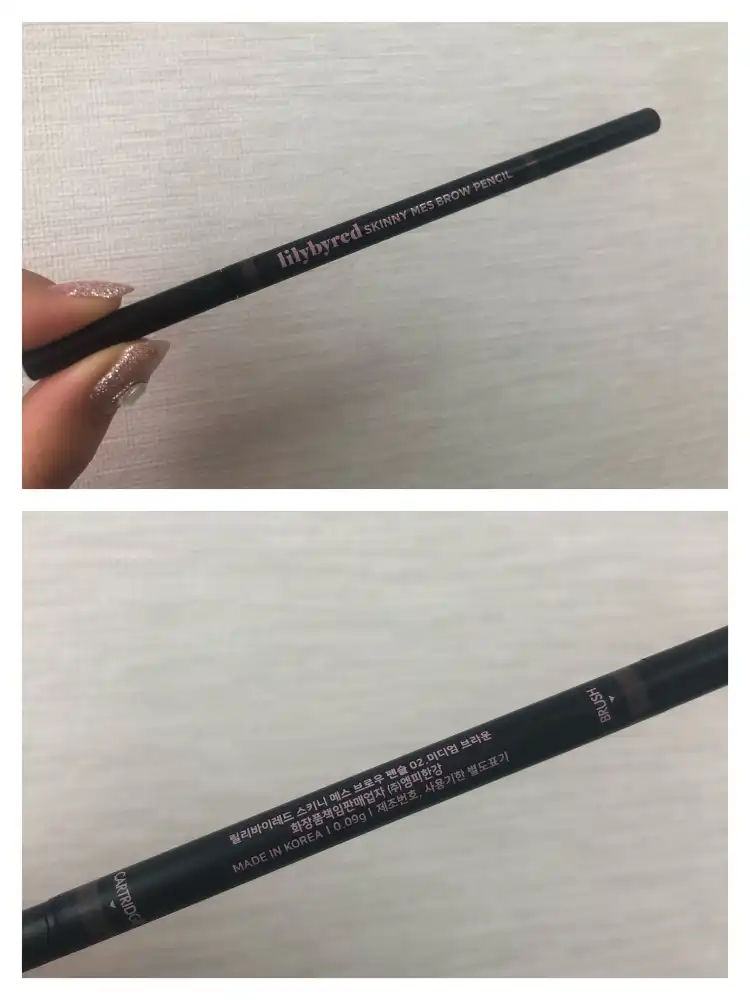 lilybyred SKINNY MES BROW PENCIL
BRUSH
릴리바이레드 스키니 메스 브로우 펜슬 02 미디엄 브라운
화장품책임판매업자 (주)엠피한강
MADE IN KOREA | 0.09g | 제조번호, 사용기한 별도표기
CARTRIDGE